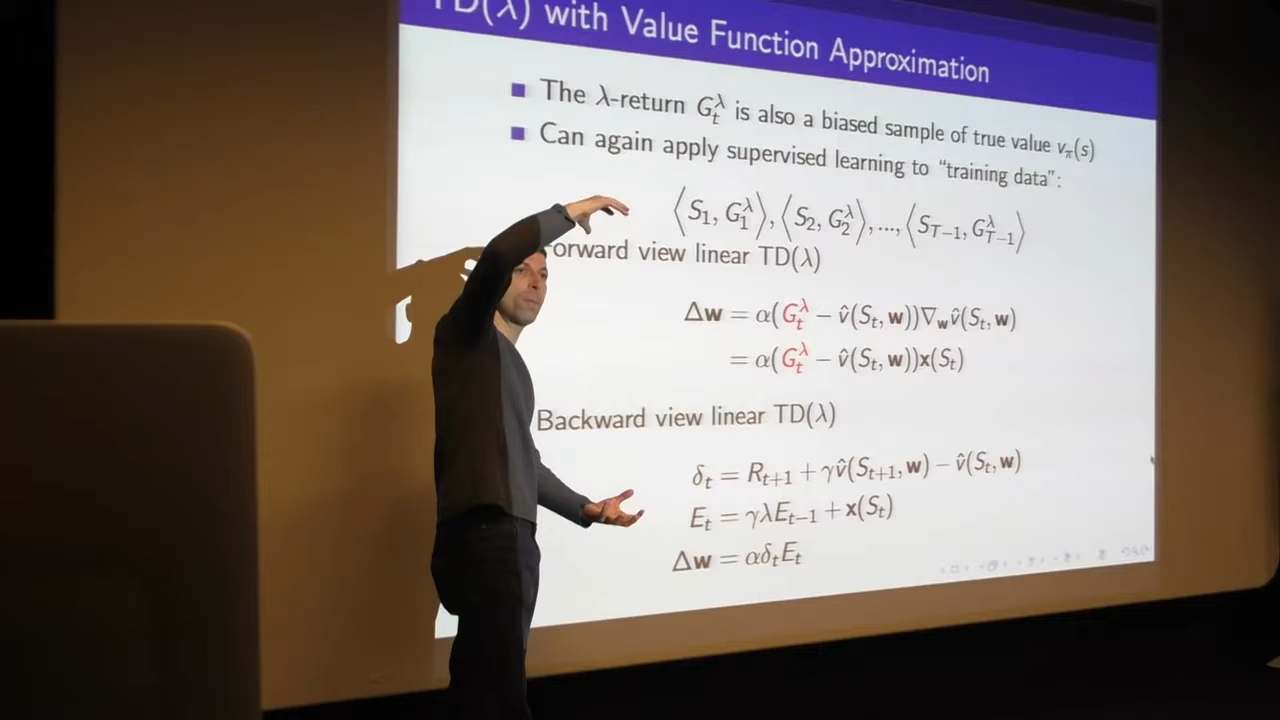 TD(λ) with Value Function Approximation
The λ-return G_t^λ is also a biased sample of true value v_π(s)
Can again apply supervised learning to “training data”:
⟨S_1, G_1^λ⟩, ⟨S_2, G_2^λ⟩, ..., ⟨S_{T−1}, G_{T−1}^λ⟩
Forward view linear TD(λ)
Δw = α(G_t^λ − v̂(S_t, w))∇_w v̂(S_t, w)
= α(G_t^λ − v̂(S_t, w))x(S_t)
Backward view linear TD(λ)
δ_t = R_{t+1} + γv̂(S_{t+1}, w) − v̂(S_t, w)
E_t = γλE_{t−1} + x(S_t)
Δw = αδ_tE_t